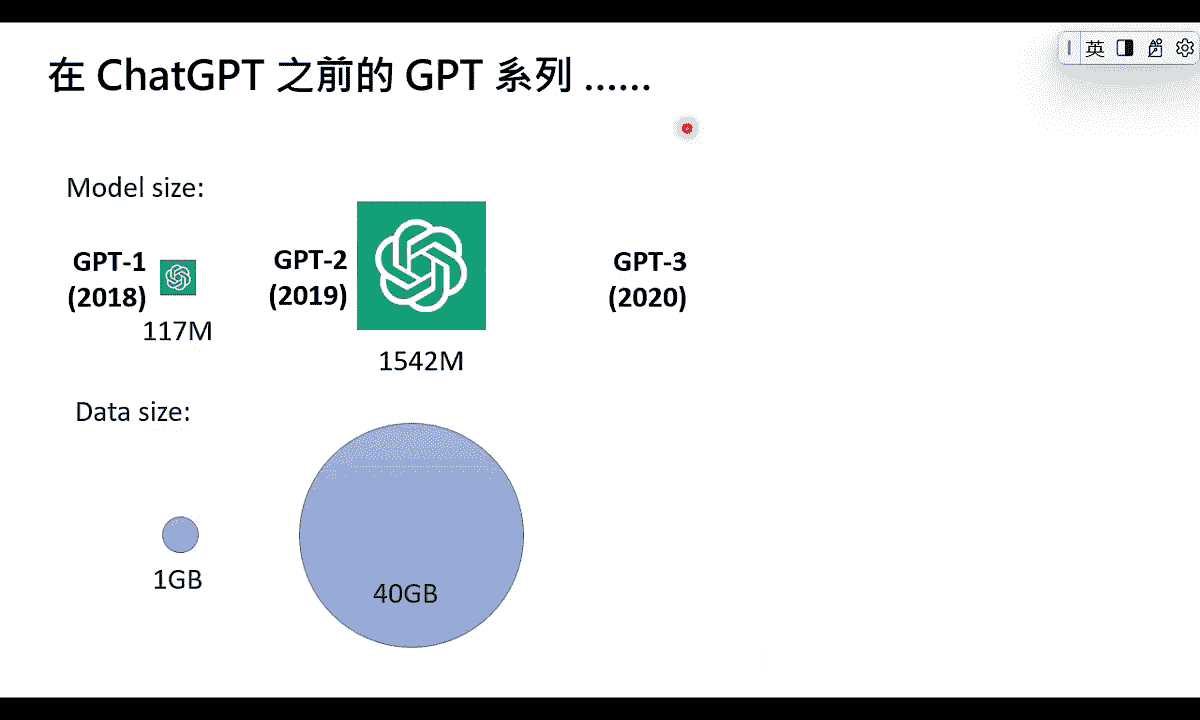 在 ChatGPT 之前的 GPT 系列 ......
英
Model size:
GPT-1
(2018)
117M
GPT-2
(2019)
1542M
GPT-3
(2020)
Data size:
1GB
40GB